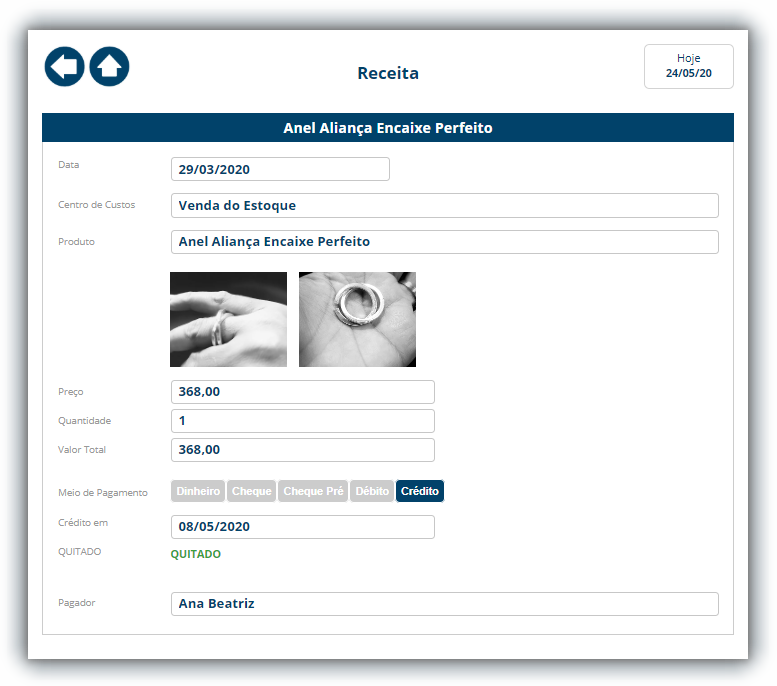 Receita
Hoje
24/05/20
Anel Aliança Encaixe Perfeito
Data
29/03/2020
Centro de Custos
Venda do Estoque
Produto
Anel Aliança Encaixe Perfeito
Preço
368,00
Quantidade
1
Valor Total
368,00
Meio de Pagamento
Dinheiro
Cheque
Cheque Pré
Débito
Crédito
Crédito em
08/05/2020
QUITADO
QUITADO
Pagador
Ana Beatriz